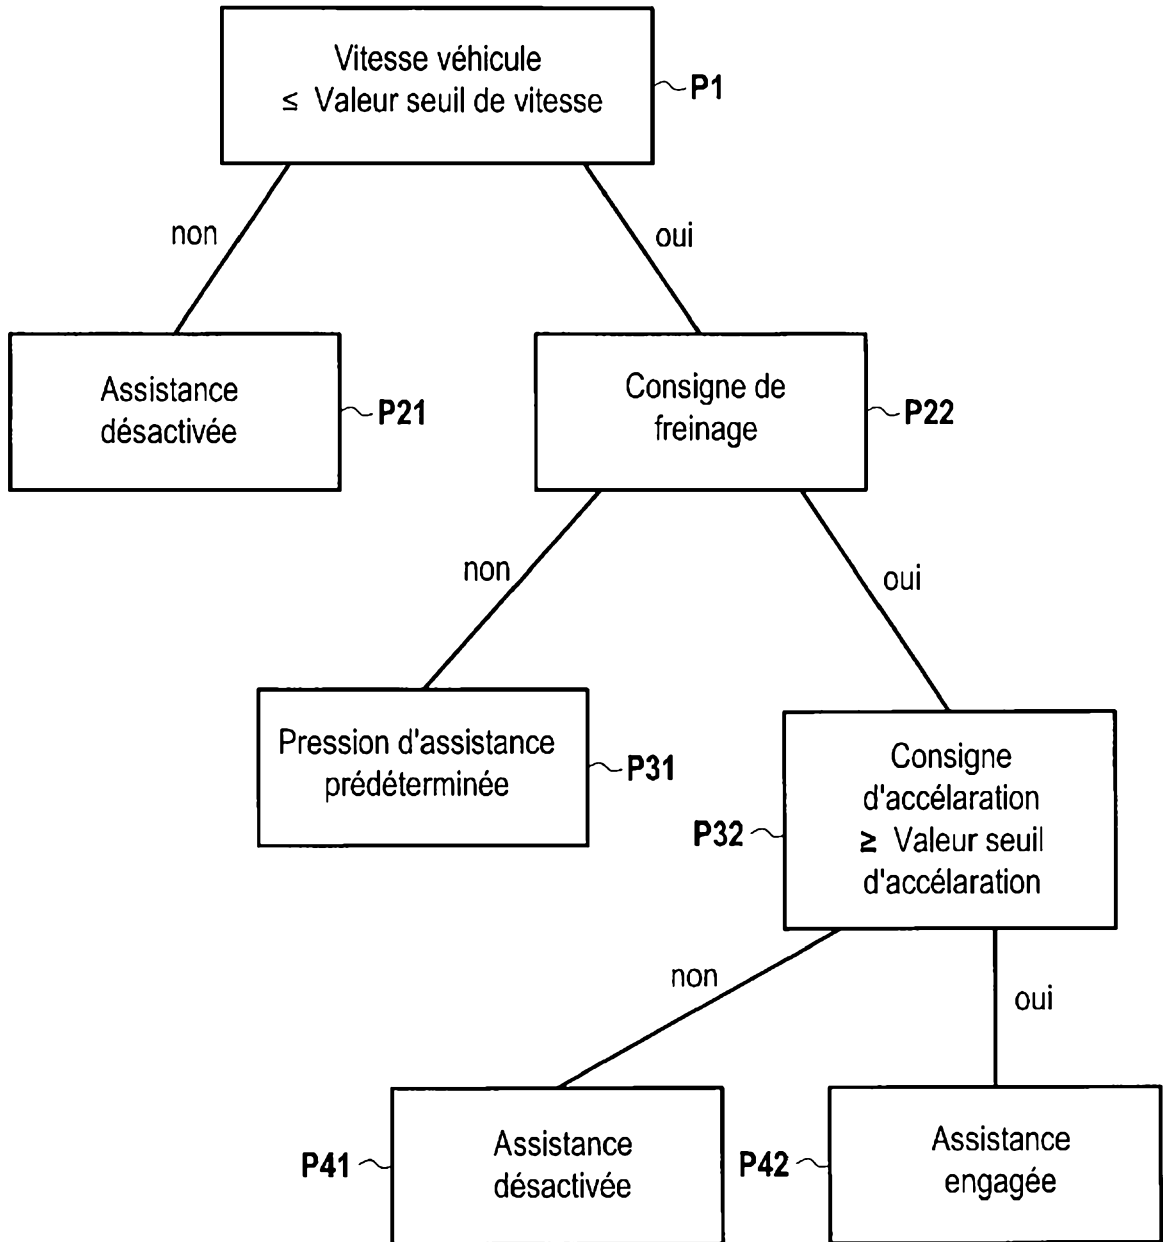 Vitesse véhicule
≤ Valeur seuil de vitesse
P1
non
oui
Assistance
désactivée
P21
Consigne de
freinage
P22
non
oui
Pression d'assistance
prédéterminée
P31
Consigne
d'accélaration
≥ Valeur seuil
d'accélaration
P32
non
oui
P41
Assistance
désactivée
P42
Assistance
engagée